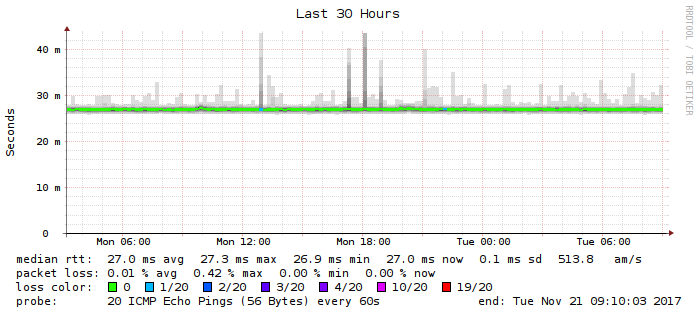 Last 30 Hours
RRDTOOL / TOBI OETIKER
Seconds
40 m
30 m
20 m
10 m
0
Mon 06:00 Mon 12:00 Mon 18:00 Tue 00:00 Tue 06:00
median rtt: 27.0 ms avg 27.3 ms max 26.9 ms min 27.0 ms now 0.1 ms sd 513.8 am/s
packet loss: 0.01 % avg 0.42 % max 0.00 % min 0.00 % now
loss color: 0 1/20 2/20 3/20 4/20 10/20 19/20
probe: 20 ICMP Echo Pings (56 Bytes) every 60s end: Tue Nov 21 09:10:03 2017